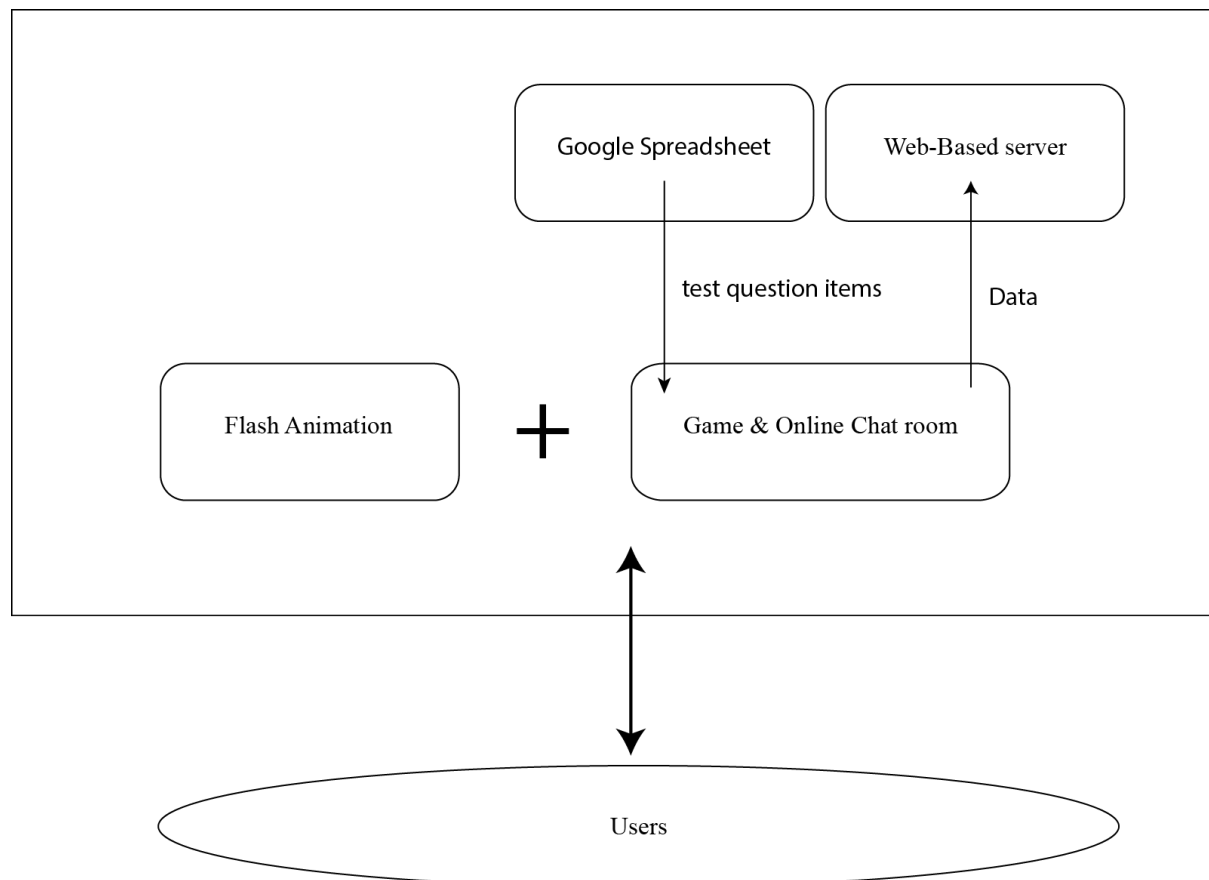 Google Spreadsheet
Web-Based server
test question items
Data
Flash Animation
+
Game & Online Chat room
Users